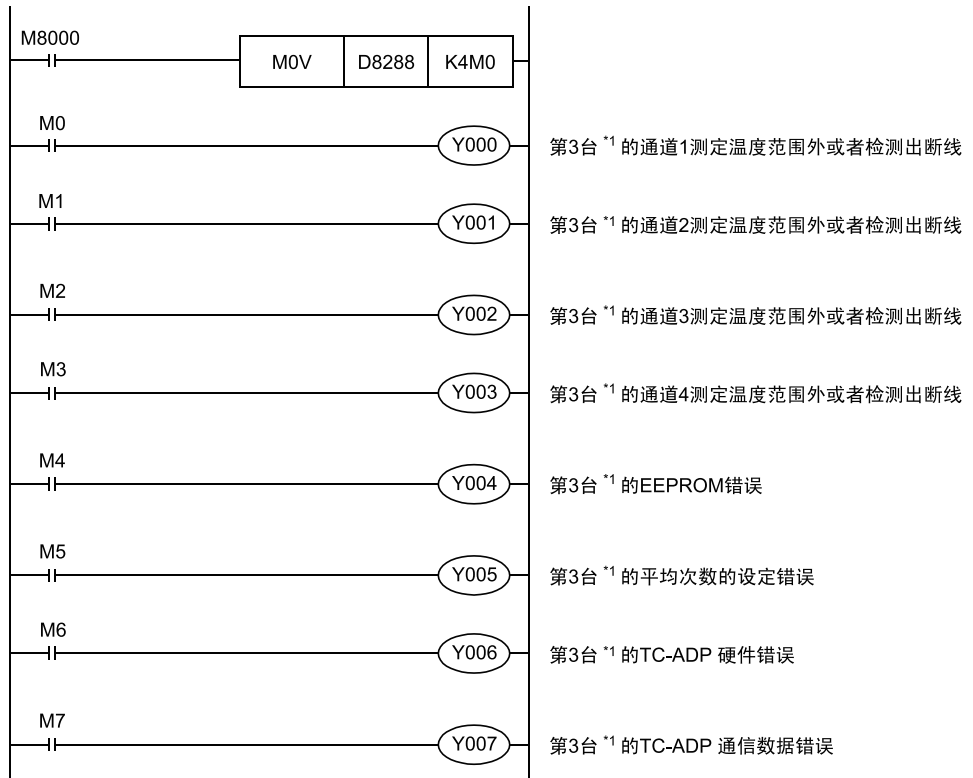 M8000
M0V D8288 K4M0
M0
Y000 第3台 *1 的通道1测定温度范围外或者检测出断线
M1
Y001 第3台 *1 的通道2测定温度范围外或者检测出断线
M2
Y002 第3台 *1 的通道3测定温度范围外或者检测出断线
M3
Y003 第3台 *1 的通道4测定温度范围外或者检测出断线
M4
Y004 第3台 *1 的EEPROM错误
M5
Y005 第3台 *1 的平均次数的设定错误
M6
Y006 第3台 *1 的TC-ADP 硬件错误
M7
Y007 第3台 *1 的TC-ADP 通信数据错误